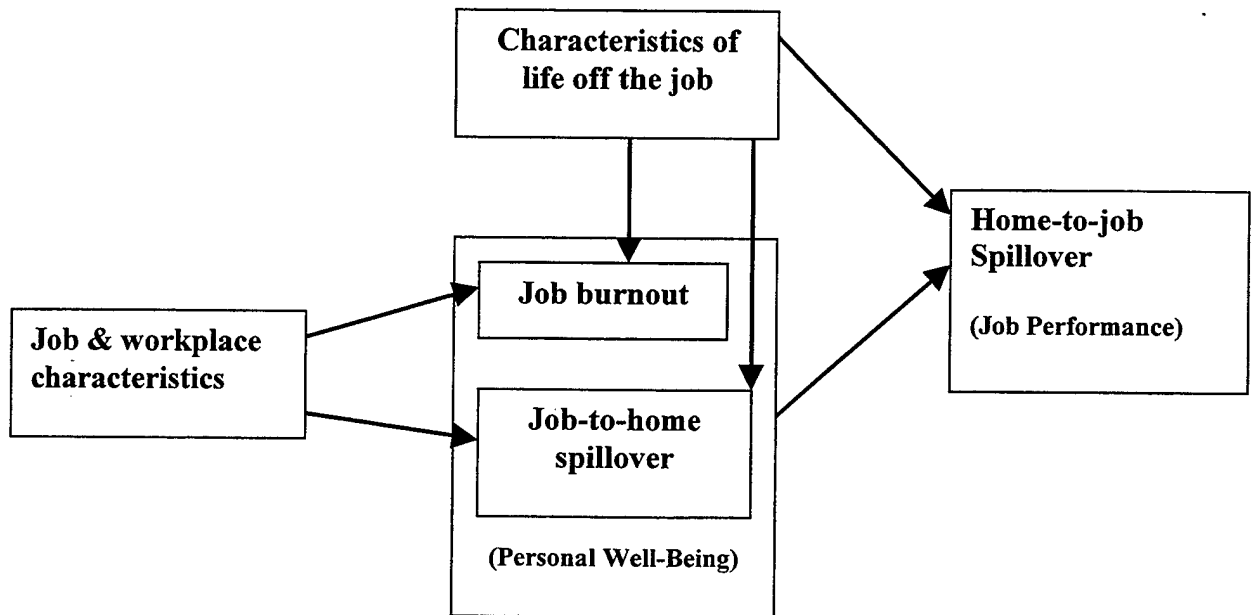 Characteristics of
life off the job
Home-to-job
Spillover
(Job Performance)
Job burnout
Job & workplace
characteristics
Job-to-home
spillover
(Personal Well-Being)